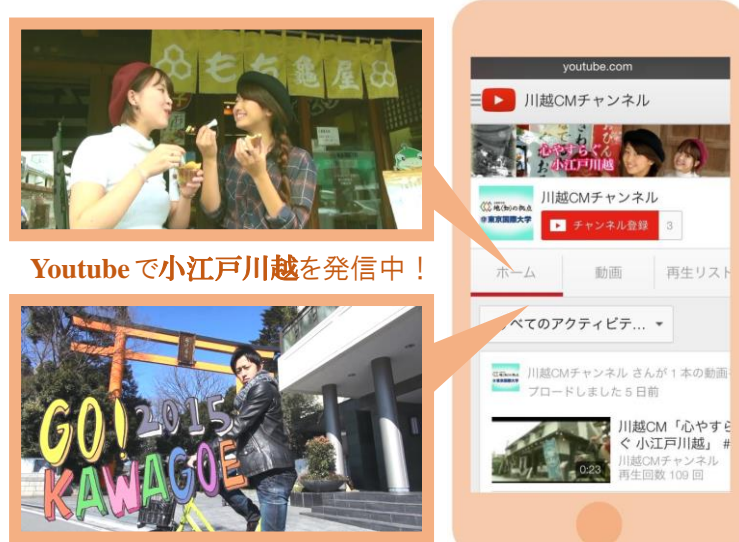 もち亀屋
Youtubeで小江戸川越を発信中！
GO! 2015
KAWAGOE
youtube.com
川越CMチャンネル
心やすらぐ
小江戸川越
川越CMチャンネル
地(知)の拠点
東京国際大学
チャンネル登録 3
ホーム 動画 再生リスト
すべてのアクティビテ...
川越CMチャンネル さんが 1 本の動画
プロードしました 5 日前
川越CM「心やすら
ぐ 小江戸川越」 #
川越CMチャンネル
再生回数 109 回
0:23